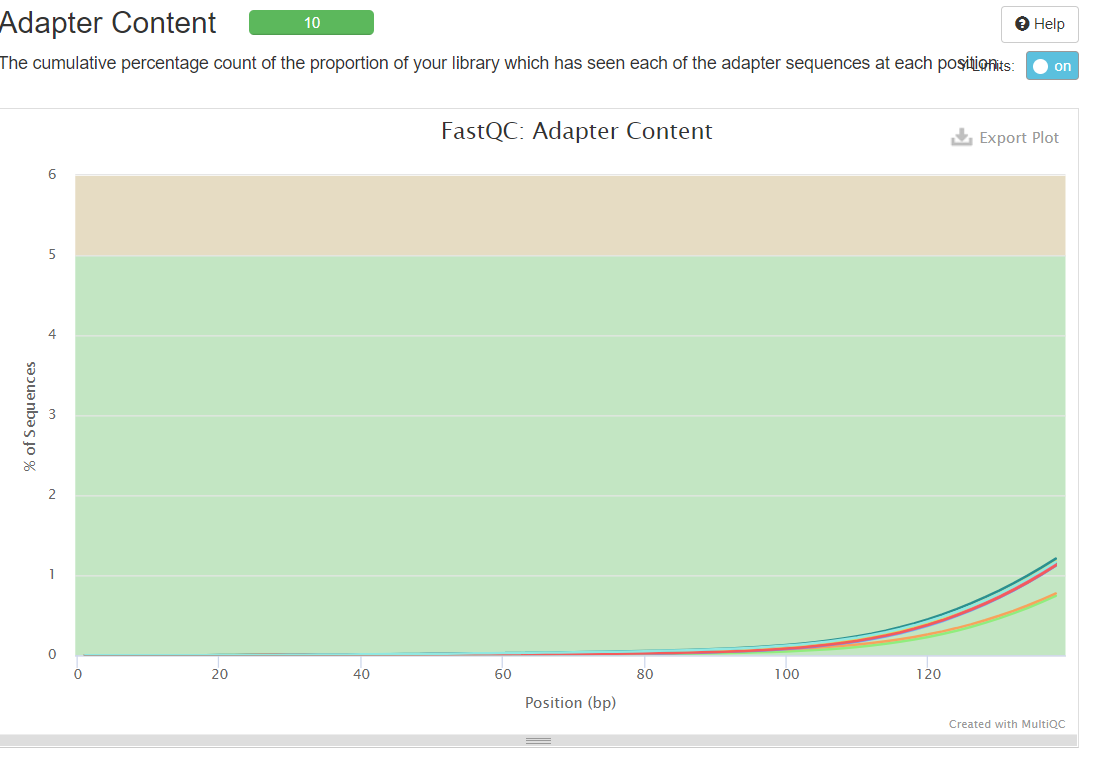 Adapter Content
10
Help
The cumulative percentage count of the proportion of your library which has seen each of the adapter sequences at each position.
Y-Limits:
on
FastQC: Adapter Content
Export Plot
6
5
4
3
2
1
0
% of Sequences
0 20 40 60 80 100 120
Position (bp)
Created with MultiQC